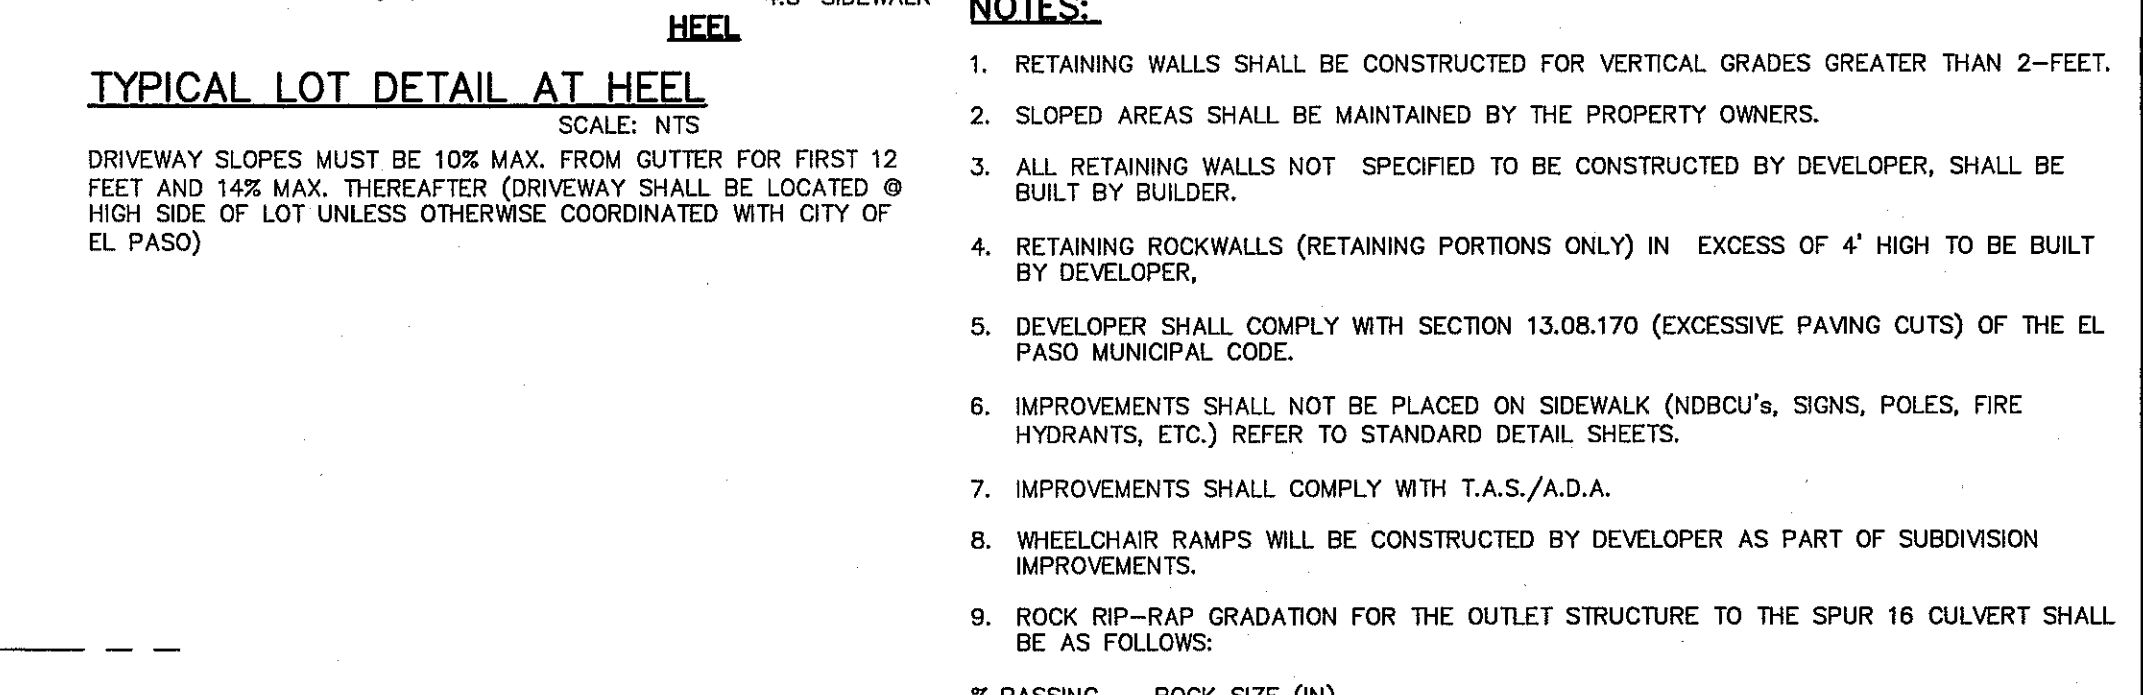 4.5' SIDEWALK
HEEL
TYPICAL LOT DETAIL AT HEEL
SCALE: NTS
DRIVEWAY SLOPES MUST BE 10% MAX. FROM GUTTER FOR FIRST 12
FEET AND 14% MAX. THEREAFTER (DRIVEWAY SHALL BE LOCATED @
HIGH SIDE OF LOT UNLESS OTHERWISE COORDINATED WITH CITY OF
EL PASO)
NOTES:
1. RETAINING WALLS SHALL BE CONSTRUCTED FOR VERTICAL GRADES GREATER THAN 2-FEET.
2. SLOPED AREAS SHALL BE MAINTAINED BY THE PROPERTY OWNERS.
3. ALL RETAINING WALLS NOT SPECIFIED TO BE CONSTRUCTED BY DEVELOPER, SHALL BE
BUILT BY BUILDER.
4. RETAINING ROCKWALLS (RETAINING PORTIONS ONLY) IN EXCESS OF 4' HIGH TO BE BUILT
BY DEVELOPER,
5. DEVELOPER SHALL COMPLY WITH SECTION 13.08.170 (EXCESSIVE PAVING CUTS) OF THE EL
PASO MUNICIPAL CODE.
6. IMPROVEMENTS SHALL NOT BE PLACED ON SIDEWALK (NDBCU's, SIGNS, POLES, FIRE
HYDRANTS, ETC.) REFER TO STANDARD DETAIL SHEETS.
7. IMPROVEMENTS SHALL COMPLY WITH T.A.S./A.D.A.
8. WHEELCHAIR RAMPS WILL BE CONSTRUCTED BY DEVELOPER AS PART OF SUBDIVISION
IMPROVEMENTS.
9. ROCK RIP-RAP GRADATION FOR THE OUTLET STRUCTURE TO THE SPUR 16 CULVERT SHALL
BE AS FOLLOWS:
% PASSING ROCK SIZE (IN)